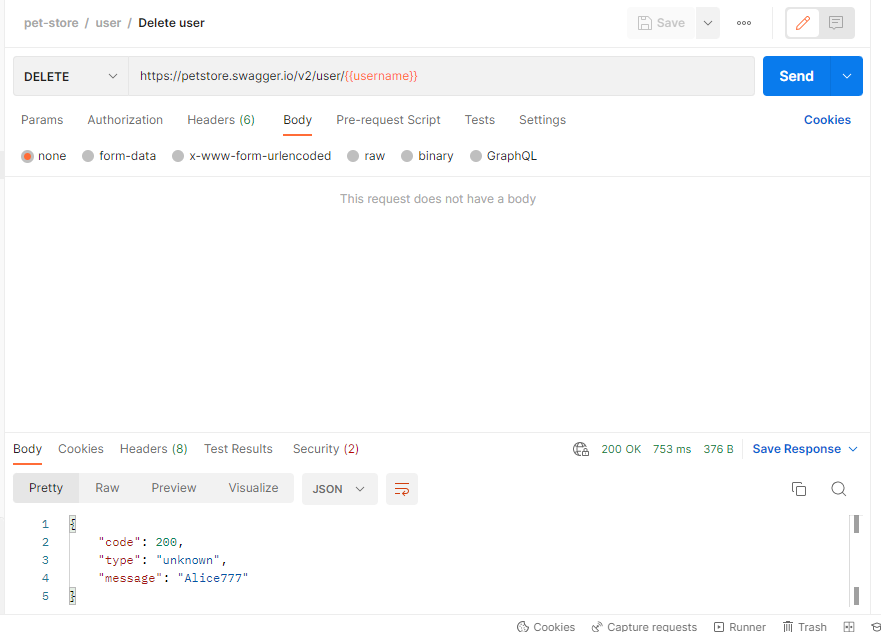 pet-store / user / Delete user
Save
DELETE
https://petstore.swagger.io/v2/user/{{username}}
Send
Params Authorization Headers (6) Body Pre-request Script Tests Settings Cookies
none form-data x-www-form-urlencoded raw binary GraphQL
This request does not have a body
Body Cookies Headers (8) Test Results Security (2) 200 OK 753 ms 376 B Save Response
Pretty Raw Preview Visualize JSON
1 {
2 "code": 200,
3 "type": "unknown",
4 "message": "Alice777"
5 }
Cookies Capture requests Runner Trash